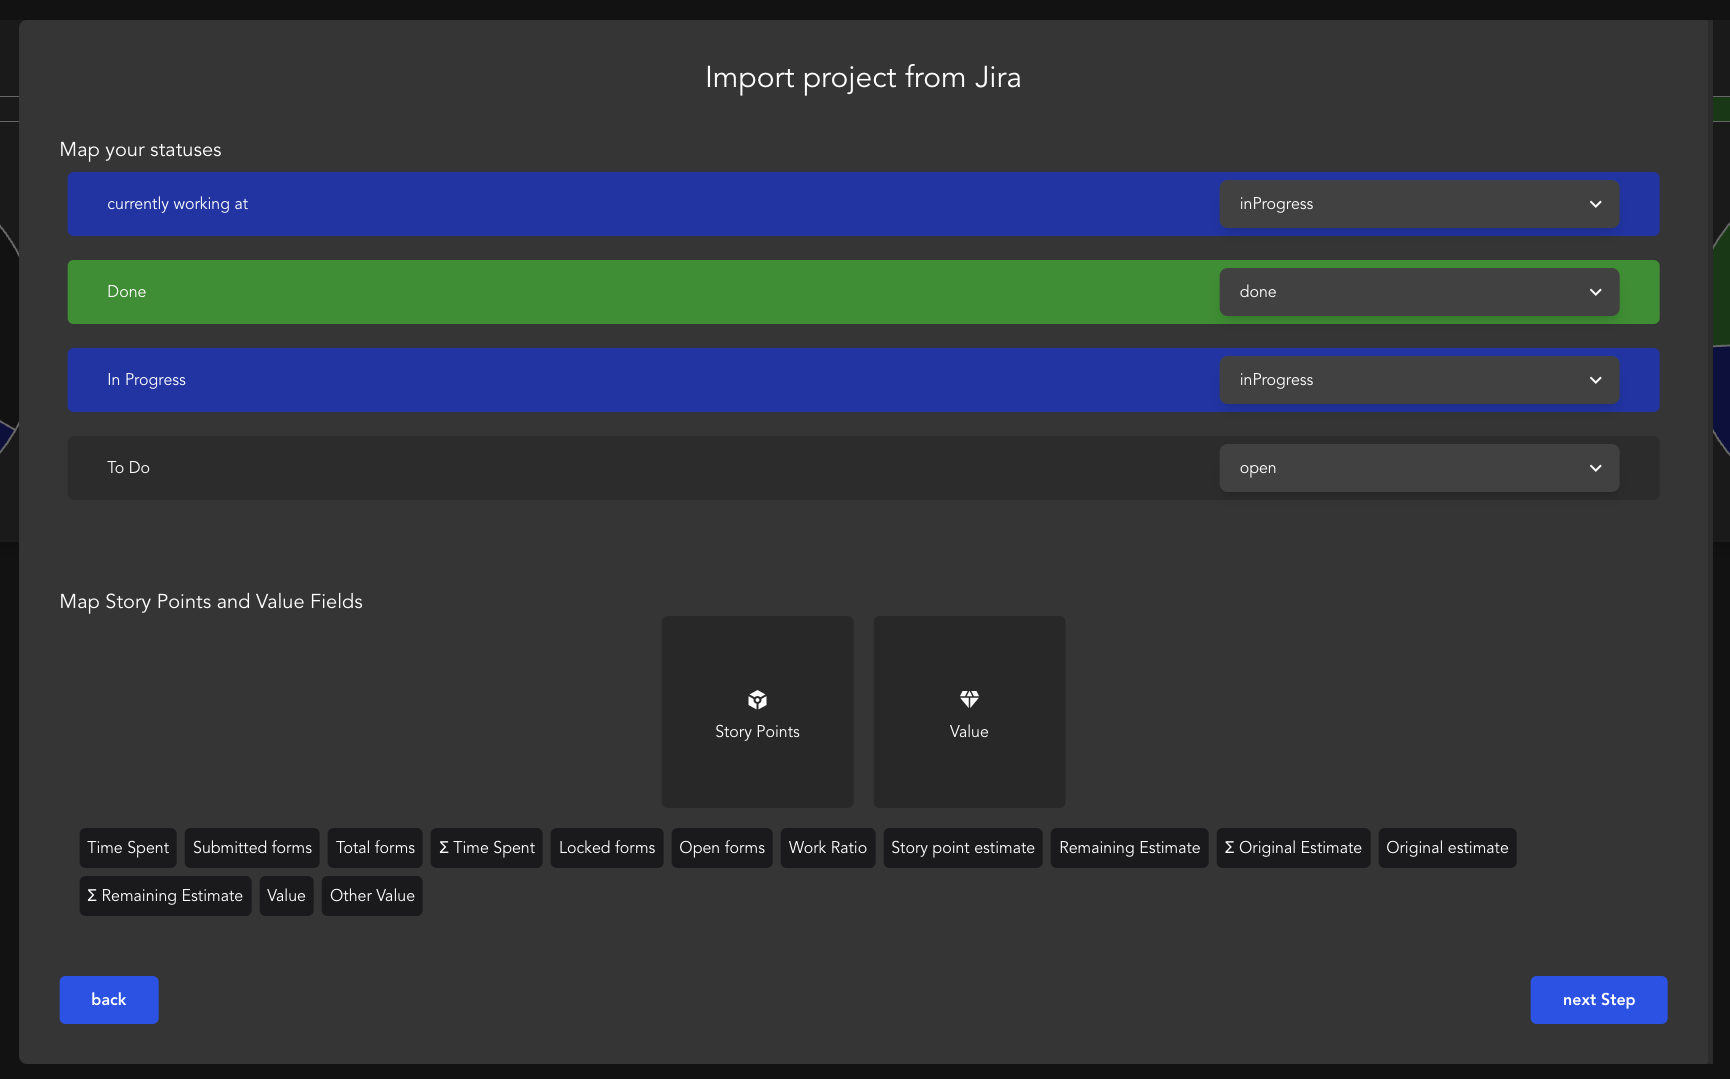 Import project from Jira
Map your statuses
currently working at inProgress
Done done
In Progress inProgress
To Do open
Map Story Points and Value Fields
Story Points Value
Time Spent Submitted forms Total forms Σ Time Spent Locked forms Open forms Work Ratio Story point estimate Remaining Estimate Σ Original Estimate Original estimate
Σ Remaining Estimate Value Other Value
back next Step